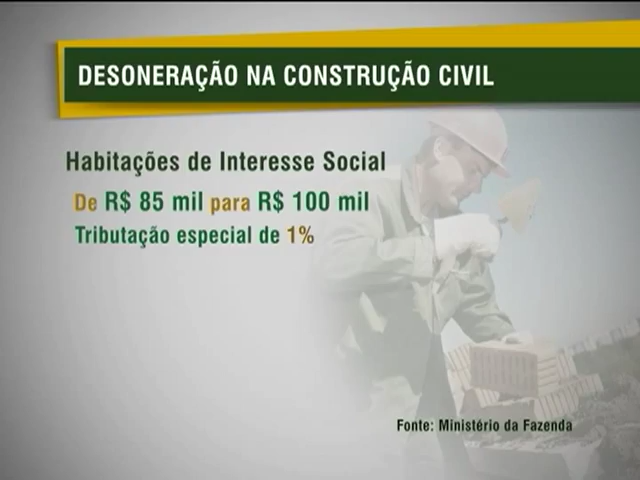 DESONERAÇÃO NA CONSTRUÇÃO CIVIL
Habitações de Interesse Social
De R$ 85 mil para R$ 100 mil
Tributação especial de 1%
Fonte: Ministério da Fazenda